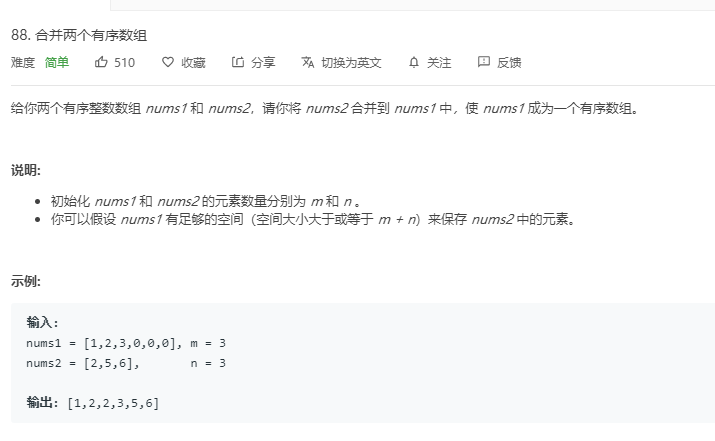 88. 合并两个有序数组
难度 简单 510 收藏 分享 切换为英文 关注 反馈
给你两个有序整数数组 nums1 和 nums2，请你将 nums2 合并到 nums1 中，使 nums1 成为一个有序数组。
说明:
• 初始化 nums1 和 nums2 的元素数量分别为 m 和 n 。
• 你可以假设 nums1 有足够的空间（空间大小大于或等于 m + n）来保存 nums2 中的元素。
示例:
输入:
nums1 = [1,2,3,0,0,0], m = 3
nums2 = [2,5,6],       n = 3
输出: [1,2,2,3,5,6]